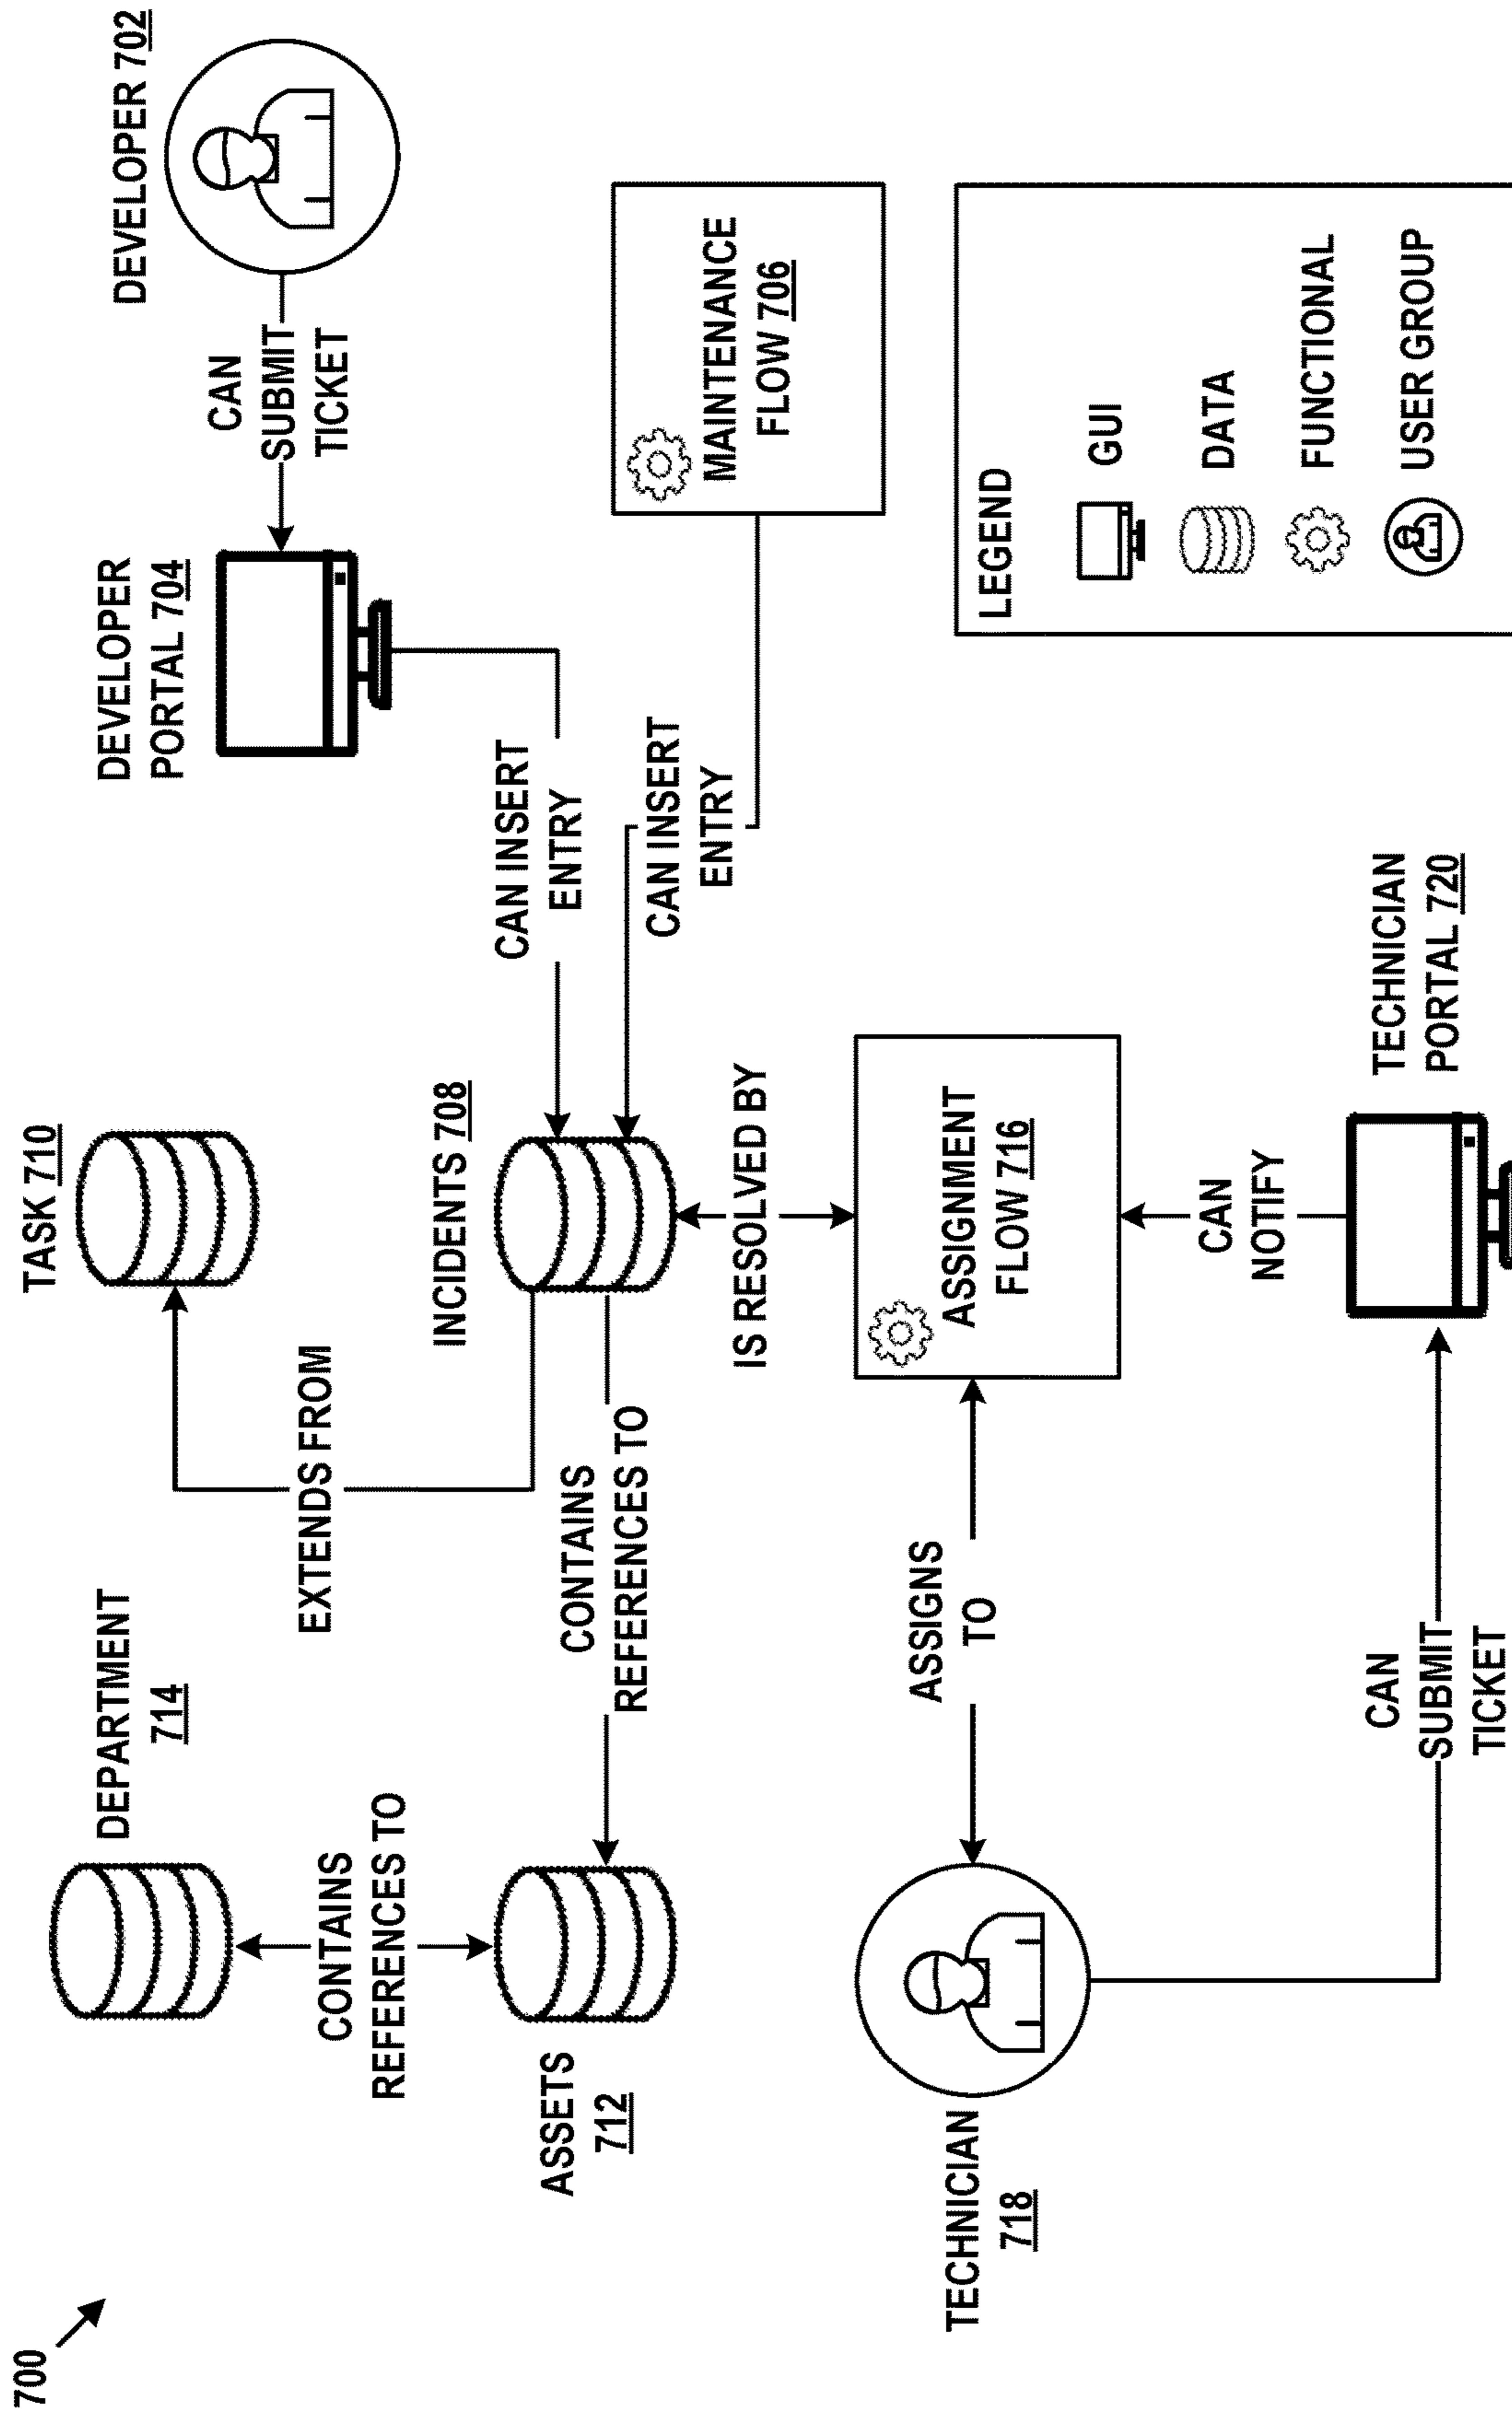 700
DEPARTMENT
714
TASK 710
DEVELOPER
PORTAL 704
DEVELOPER 702
CAN
SUBMIT
TICKET
EXTENDS FROM
CONTAINS
REFERENCES TO
INCIDENTS 708
CAN INSERT
ENTRY
ASSETS
712
CONTAINS
REFERENCES TO
CAN INSERT
ENTRY
MAINTENANCE
FLOW 706
IS RESOLVED BY
TECHNICIAN
718
ASSIGNS
TO
ASSIGNMENT
FLOW 716
CAN
NOTIFY
CAN
SUBMIT
TICKET
TECHNICIAN
PORTAL 720
LEGEND
GUI
DATA
FUNCTIONAL
USER GROUP